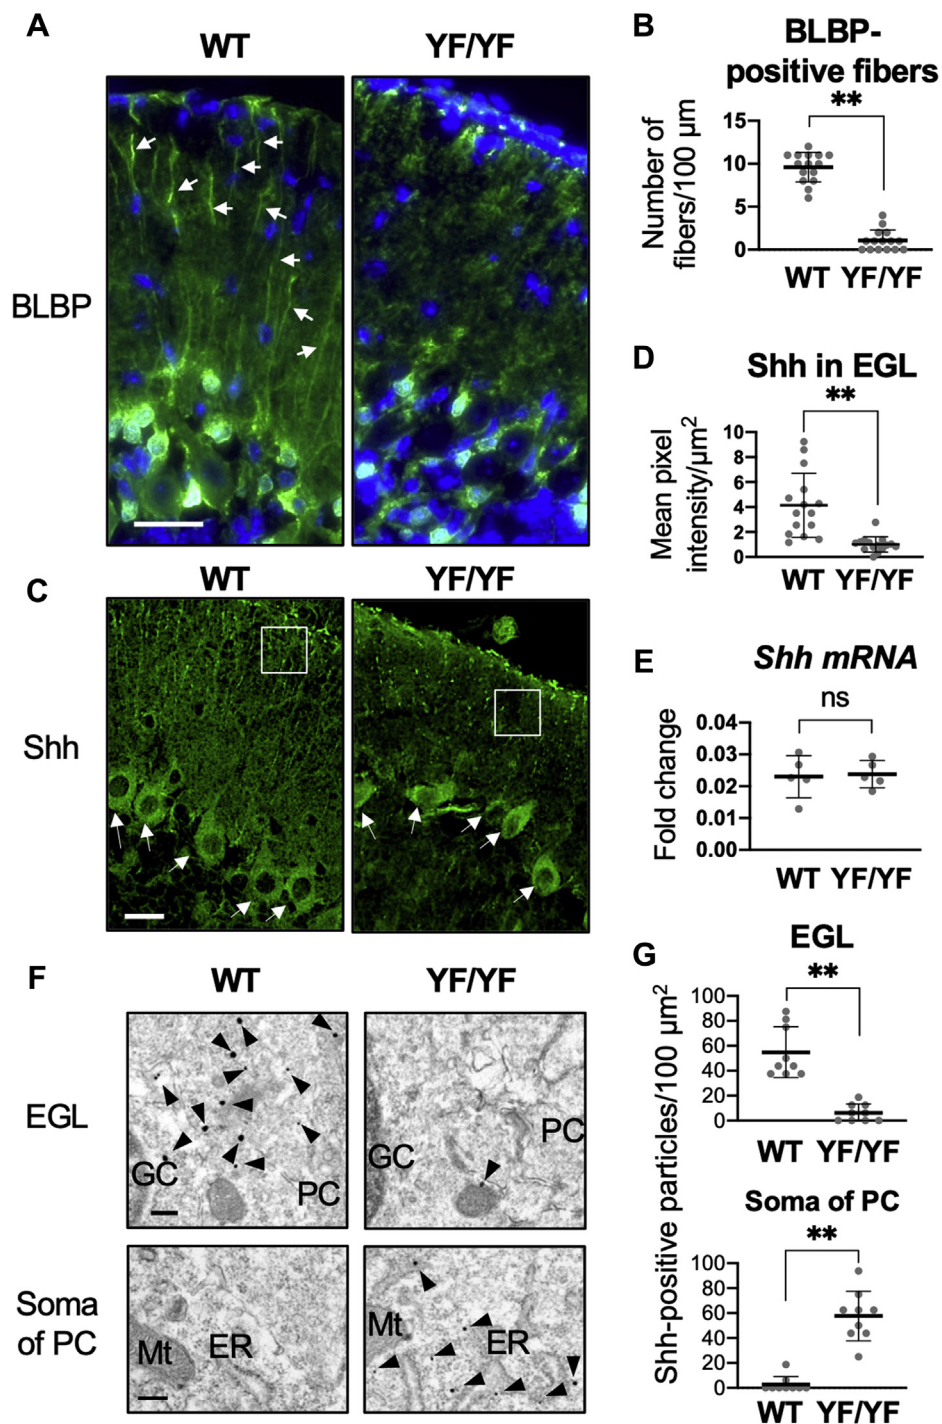 A
WT
YF/YF
BLBP
B
BLBP-
positive fibers
**
Number of
fibers/100 µm
15
10
5
0
WT YF/YF
C
WT
YF/YF
Shh
D
Shh in EGL
**
Mean pixel
intensity/µm2
10
8
6
4
2
0
WT YF/YF
E
Shh mRNA
ns
Fold change
0.04
0.03
0.02
0.01
0.00
WT YF/YF
F
WT
YF/YF
EGL
GC
PC
GC
PC
Soma
of PC
Mt
ER
Mt
ER
G
EGL
**
Shh-positive particles/100 µm2
100
80
60
40
20
0
WT YF/YF
Soma of PC
**
100
80
60
40
20
0
WT YF/YF